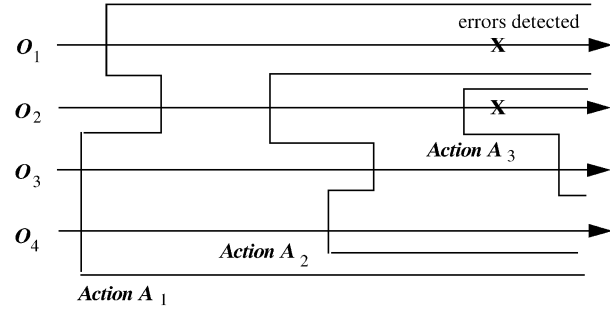 errors detected
O1 X
O2 X
Action A3
O3
O4
Action A2
Action A1